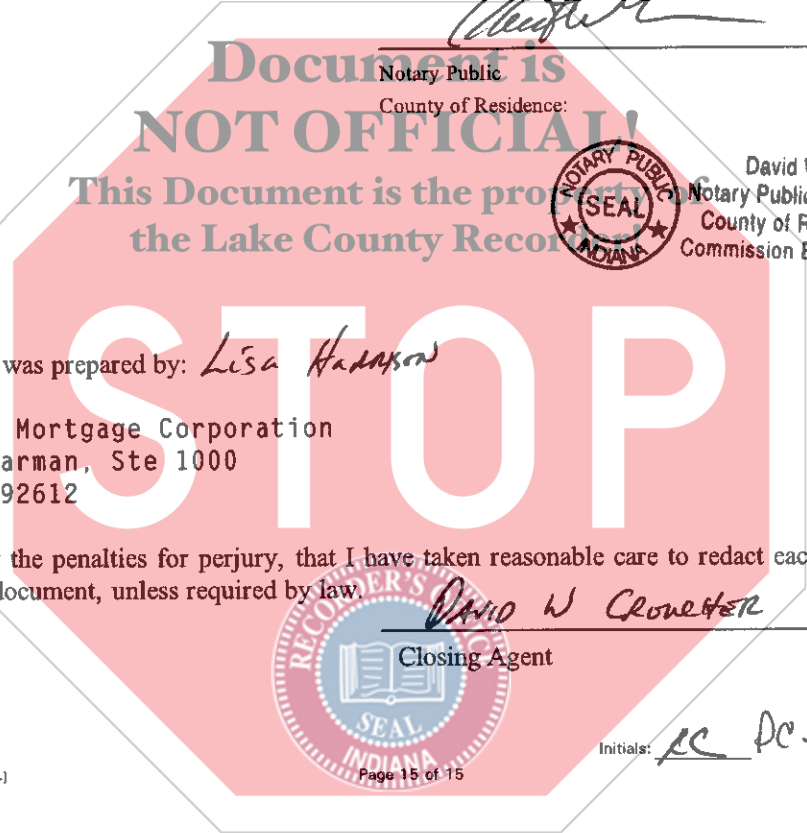 Document is
NOT OFFICIAL!
This Document is the property of
the Lake County Recorder!
Notary Public
County of Residence:
NOTARY PUBLIC
SEAL
INDIANA
David
Notary Public
County of
Commission
STOP
was prepared by: Lisa Harrison
Mortgage Corporation
arman, Ste 1000
92612
the penalties for perjury, that I have taken reasonable care to redact eac
document, unless required by law.
DAVID W CROWCHER
Closing Agent
RECORDER'S OFFICE
SEAL
INDIANA
Initials:
Page 15 of 15